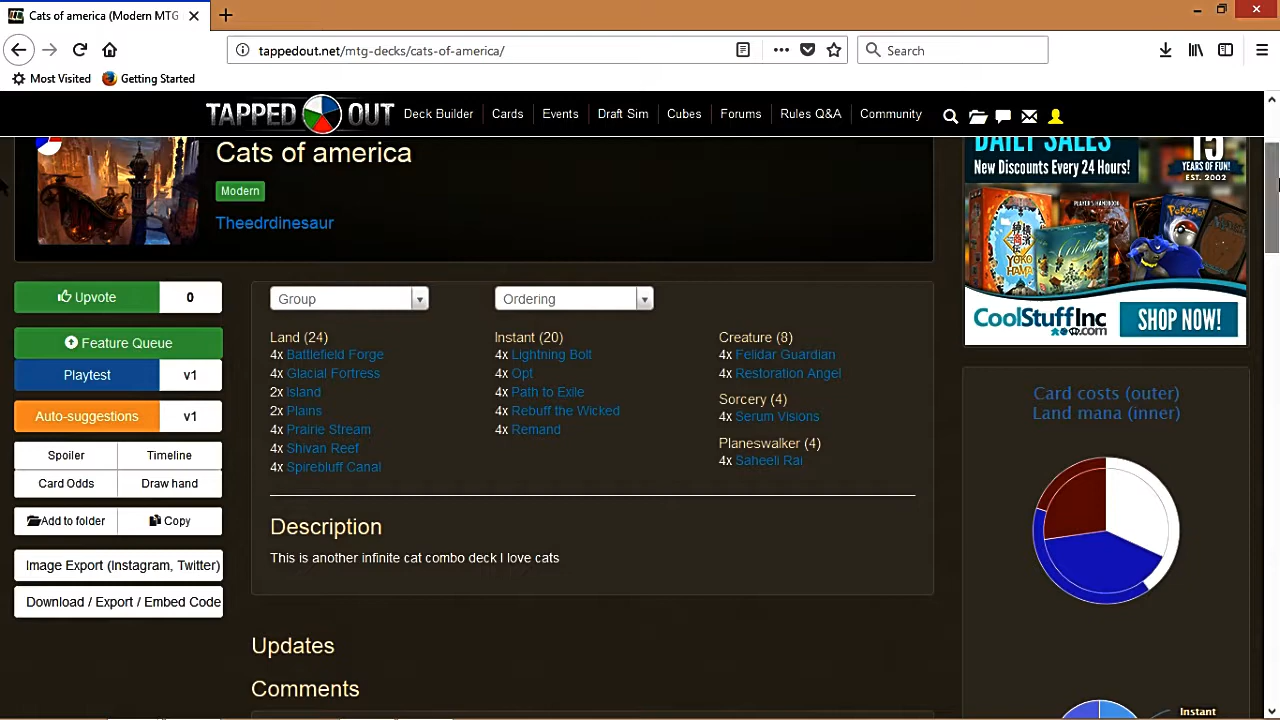 Cats of america (Modern MTG
tappedout.net/mtg-decks/cats-of-america/
Search
Most Visited Getting Started
TAPPED OUT Deck Builder Cards Events Draft Sim Cubes Forums Rules Q&A Community
Cats of america
Modern
Theedrdinesaur
DAILY SALES
New Discounts Every 24 Hours!
15
YEARS OF FUN!
EST. 2002
PLAYER'S HANDBOOK
POKéMON
YOKO
HAMA
CoolStuffInc
.com
SHOP NOW!
Upvote 0
Feature Queue
Playtest v1
Auto-suggestions v1
Spoiler Timeline
Card Odds Draw hand
Add to folder Copy
Image Export (Instagram, Twitter)
Download / Export / Embed Code
Group
Ordering
Land (24)
4x Battlefield Forge
4x Glacial Fortress
2x Island
2x Plains
4x Prairie Stream
4x Shivan Reef
4x Spirebluff Canal
Instant (20)
4x Lightning Bolt
4x Opt
4x Path to Exile
4x Rebuff the Wicked
4x Remand
Creature (8)
4x Felidar Guardian
4x Restoration Angel
Sorcery (4)
4x Serum Visions
Planeswalker (4)
4x Saheeli Rai
Description
This is another infinite cat combo deck I love cats
Updates
Comments
Card costs (outer)
Land mana (inner)
Instant